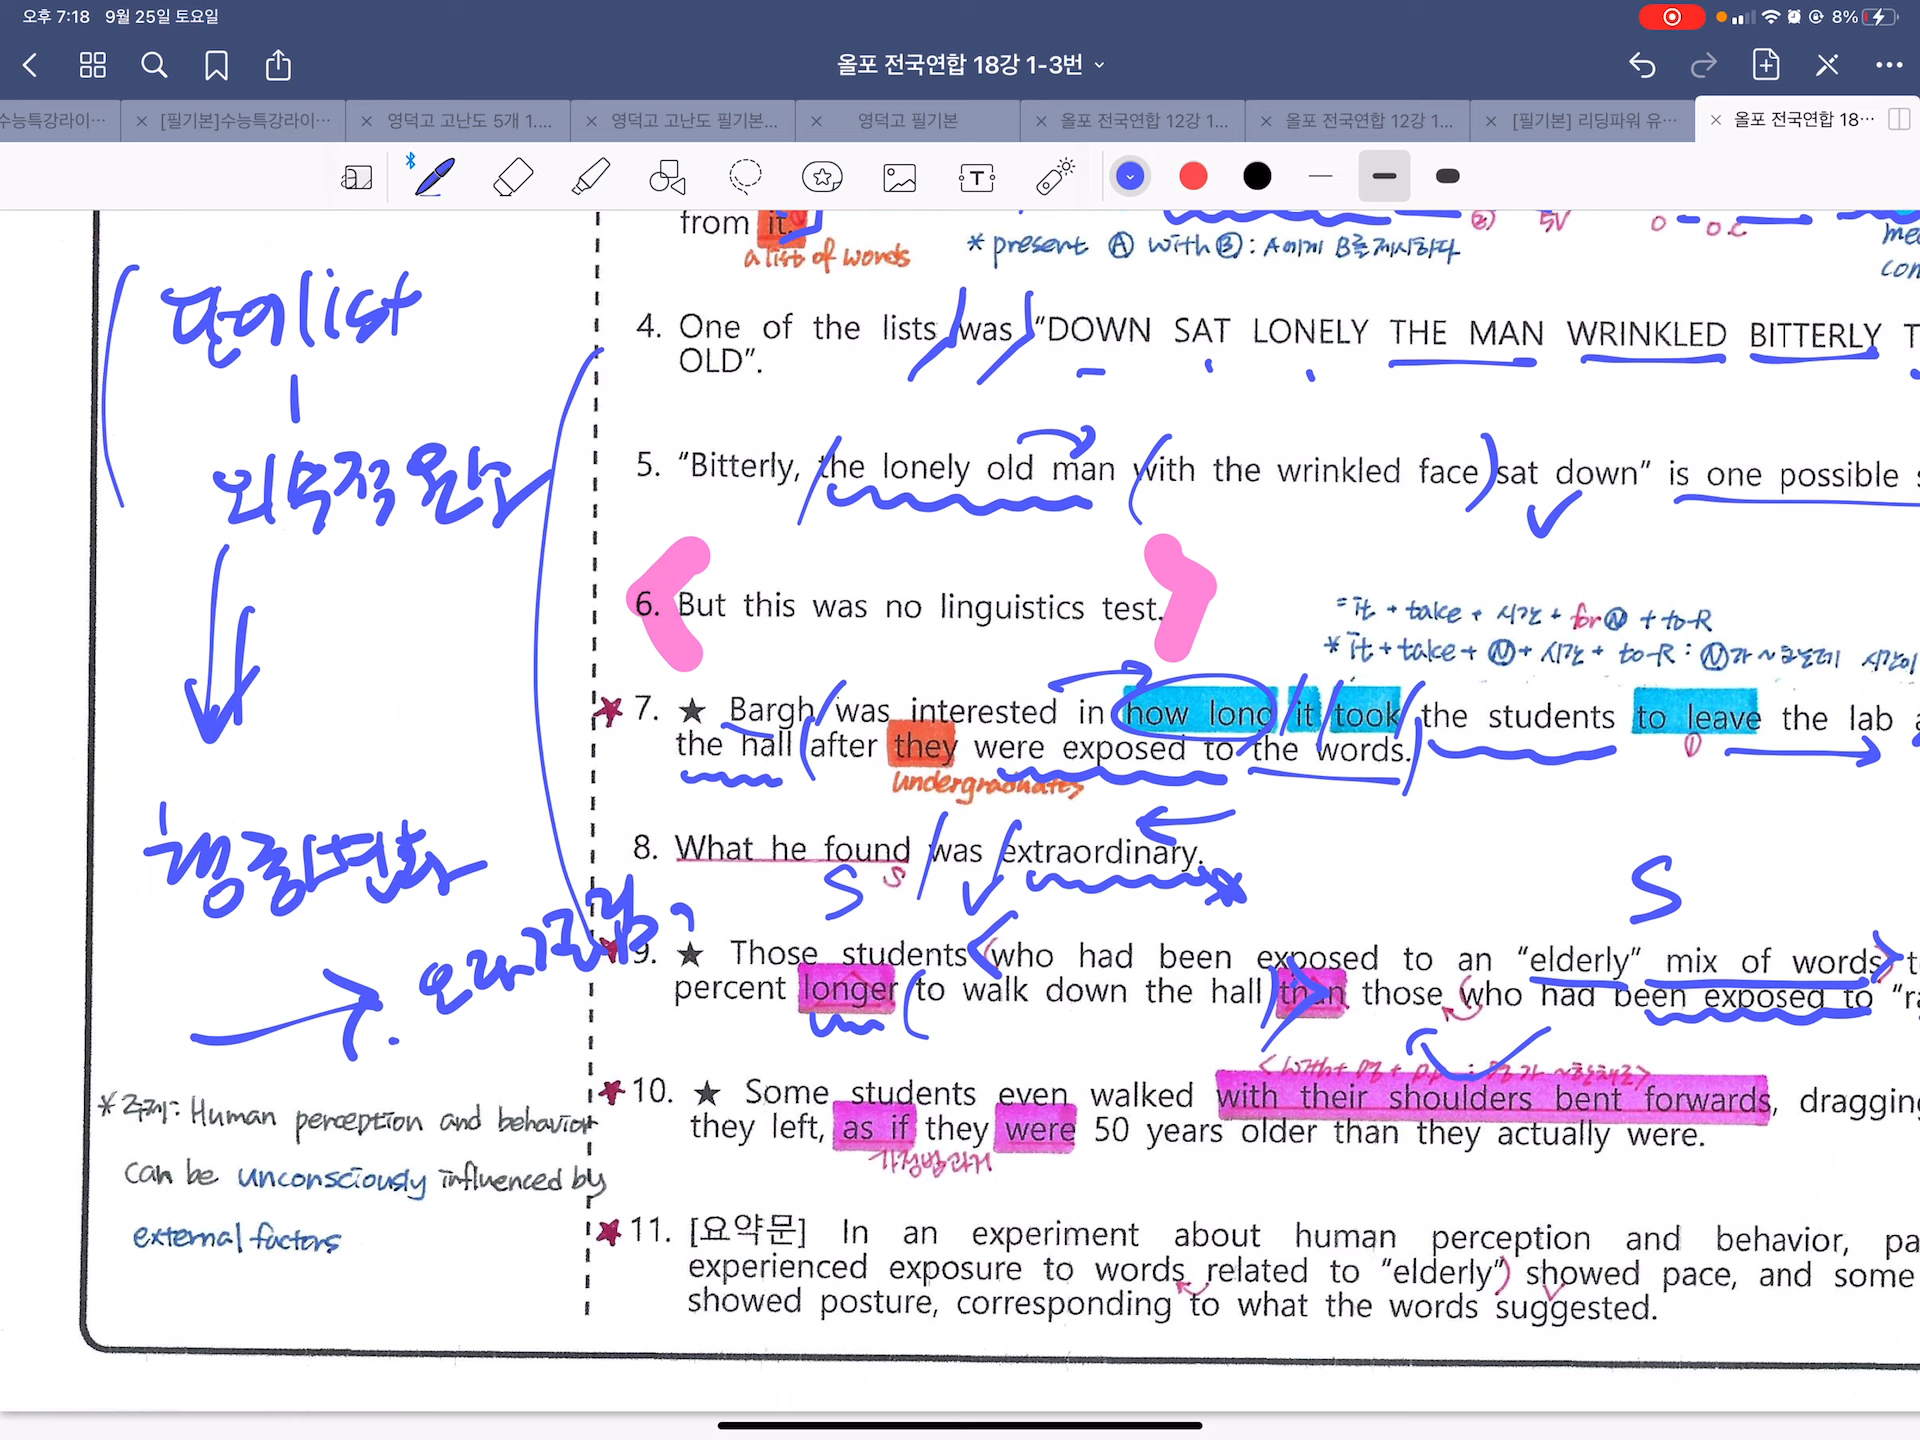 오후 7:18 9월 25일 토요일
8%
올포 전국연합 18강 1-3번
수능특강라이…
[필기본]수능특강라이…
영덕고 고난도 5개 1....
영덕고 고난도 필기본...
영덕고 필기본
올포 전국연합 12강 1...
올포 전국연합 12강 1...
[필기본] 리딩파워 유…
올포 전국연합 18…
from it.
a list of words
* present Ⓐ with Ⓑ : A에게 B를 제시하다
단어 list
4. One of the lists was “DOWN SAT LONELY THE MAN WRINKLED BITTERLY T
OLD”.
외무적요소
5. “Bitterly, the lonely old man with the wrinkled face sat down” is one possible s
6. But this was no linguistics test.
= it + take + 시간 + for Ⓝ + to-R
* it + take + Ⓝ + 시간 + to-R : Ⓝ가 ~하는데 시간이
★ 7. ★ Bargh was interested in how long it took the students to leave the lab a
the hall after they were exposed to the words.
undergraduates
8. What he found was extraordinary.
S
S
S
행동변화
오래걸림
9. ★ Those students who had been exposed to an “elderly” mix of words t
percent longer to walk down the hall than those who had been exposed to “ra
★ 10. ★ Some students even walked with their shoulders bent forwards, dragging
they left, as if they were 50 years older than they actually were.
가정법과거
* 주제: Human perception and behavior
can be unconsciously influenced by
external factors
★ 11. [요약문] In an experiment about human perception and behavior, pa
experienced exposure to words related to “elderly” showed pace, and some
showed posture, corresponding to what the words suggested.